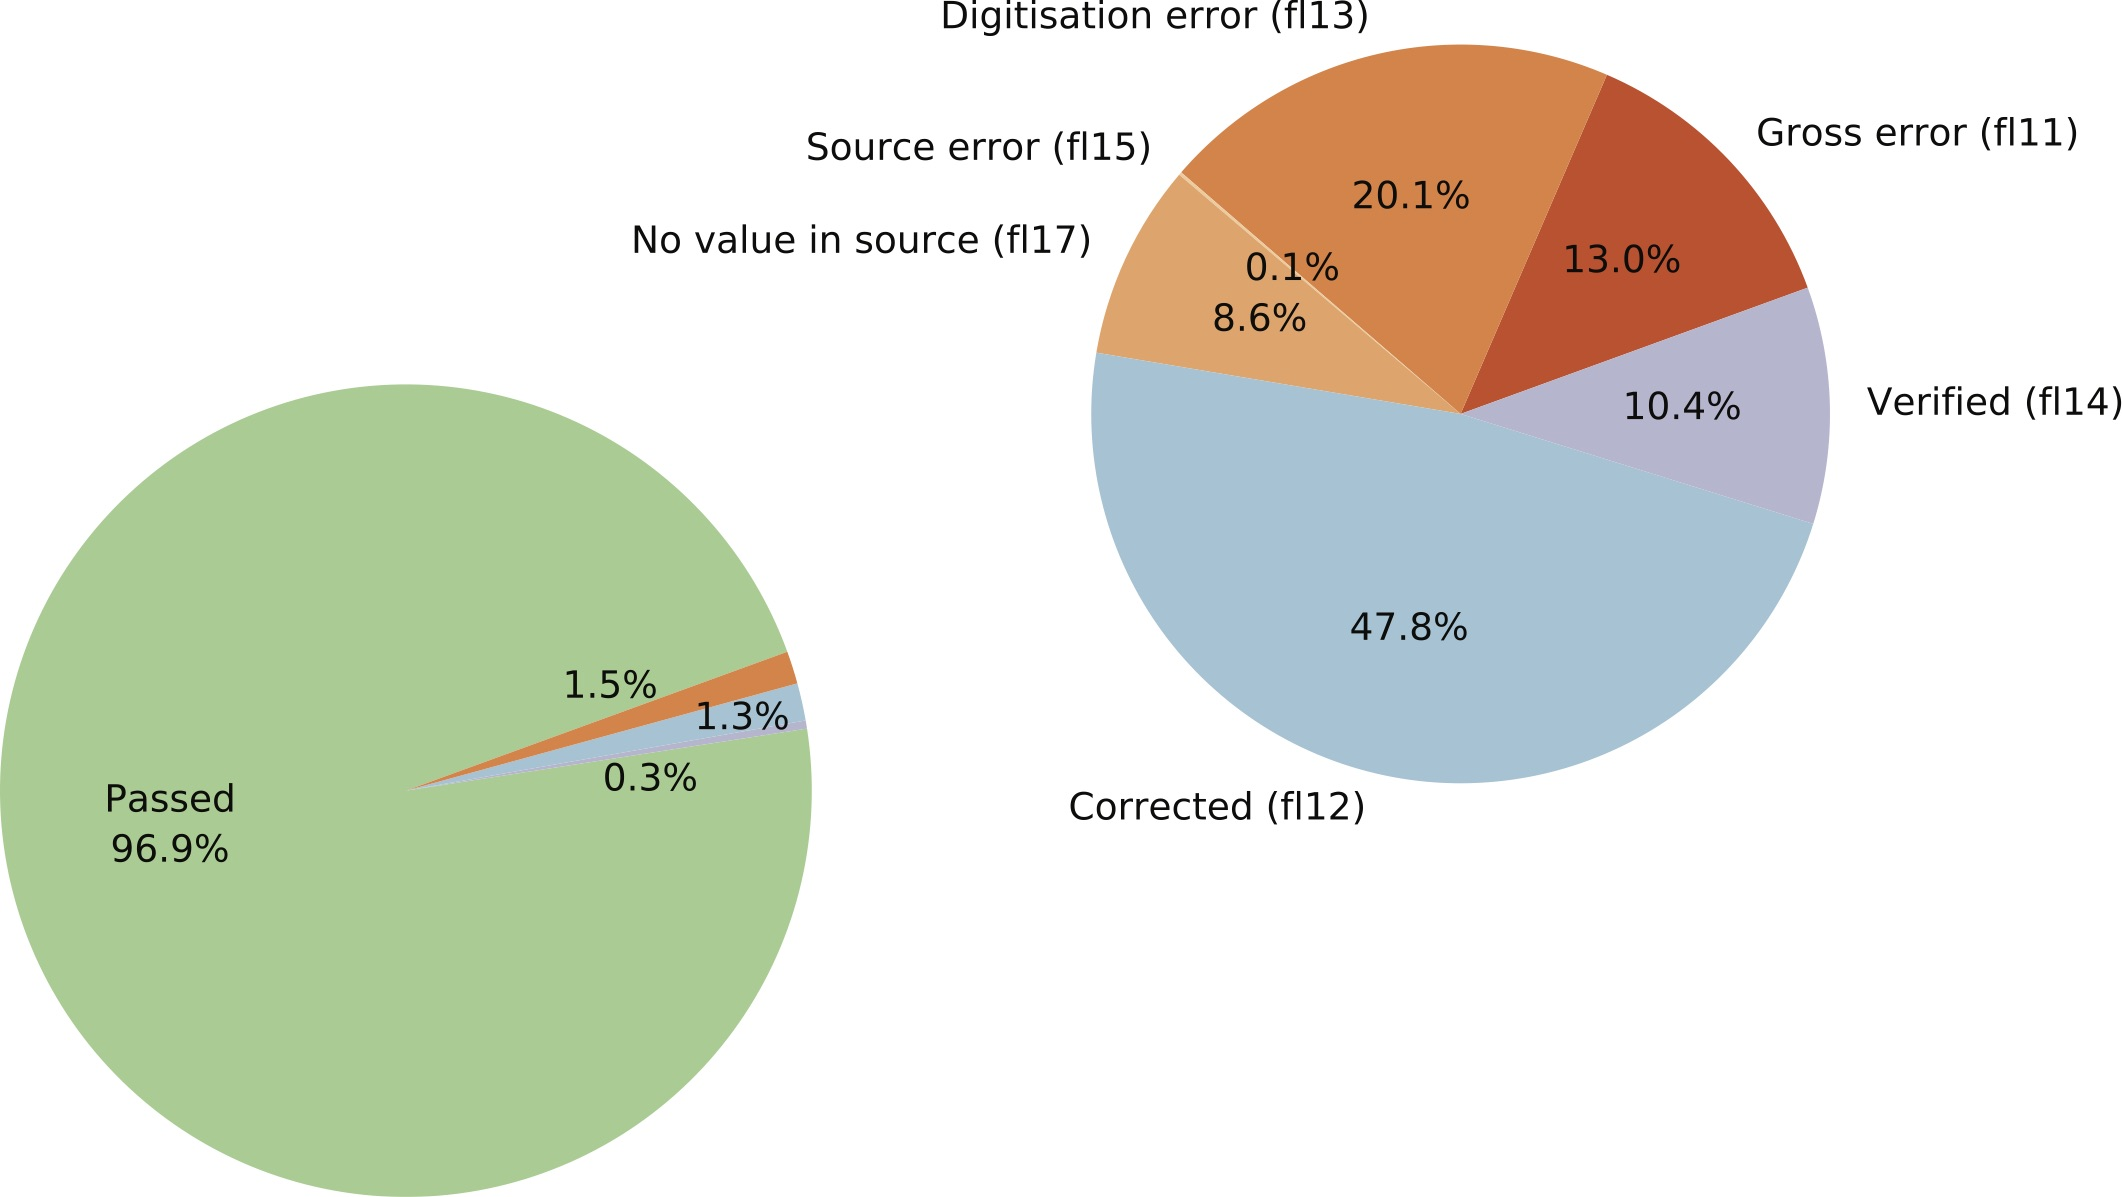 Digitisation error (fl13)
Gross error (fl11)
Source error (fl15)
20.1%
No value in source (fl17)
13.0%
0.1%
8.6%
Verified (fl14)
10.4%
47.8%
1.5%
1.3%
0.3%
Passed
96.9%
Corrected (fl12)